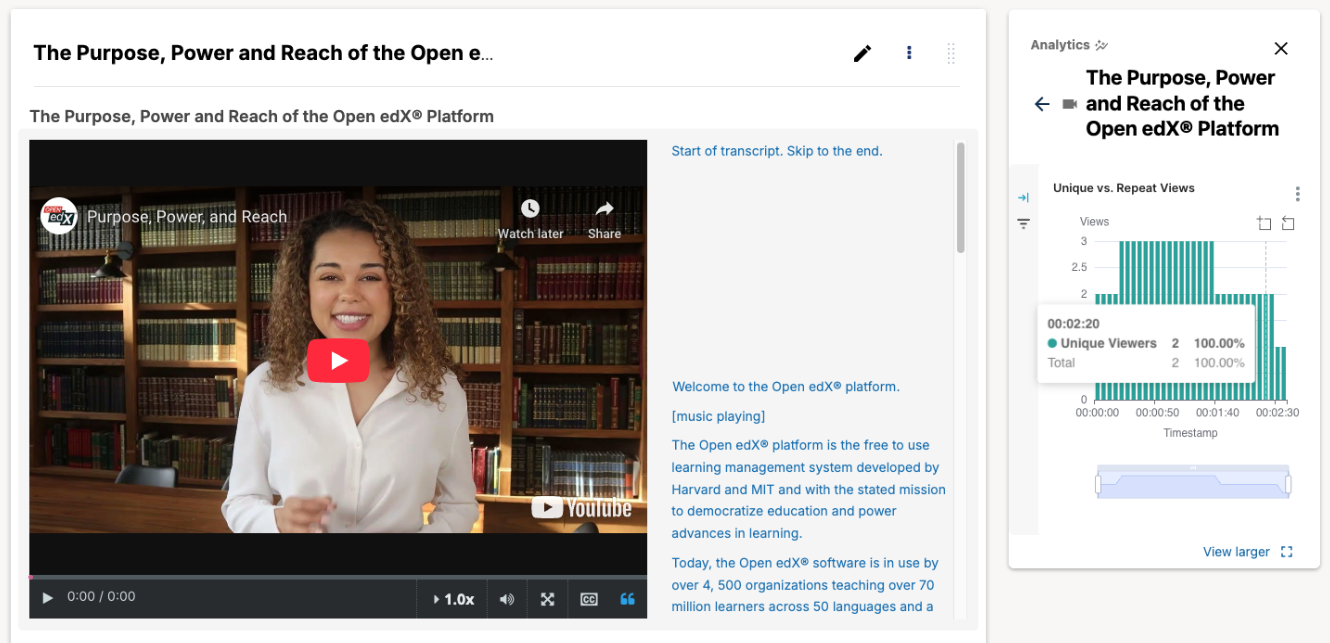 The Purpose, Power and Reach of the Open e...
The Purpose, Power and Reach of the Open edX® Platform
OPEN
edX
Purpose, Power, and Reach
Watch later
Share
YouTube
0:00 / 0:00
1.0x
CC
Start of transcript. Skip to the end.
Welcome to the Open edX® platform.
[music playing]
The Open edX® platform is the free to use
learning management system developed by
Harvard and MIT and with the stated mission
to democratize education and power
advances in learning.
Today, the Open edX® software is in use by
over 4, 500 organizations teaching over 70
million learners across 50 languages and a
Analytics
The Purpose, Power
and Reach of the
Open edX® Platform
Unique vs. Repeat Views
Views
3
2.5
2
00:02:20
Unique Viewers 2 100.00%
Total 2 100.00%
0
00:00:00 00:00:50 00:01:40 00:02:30
Timestamp
View larger